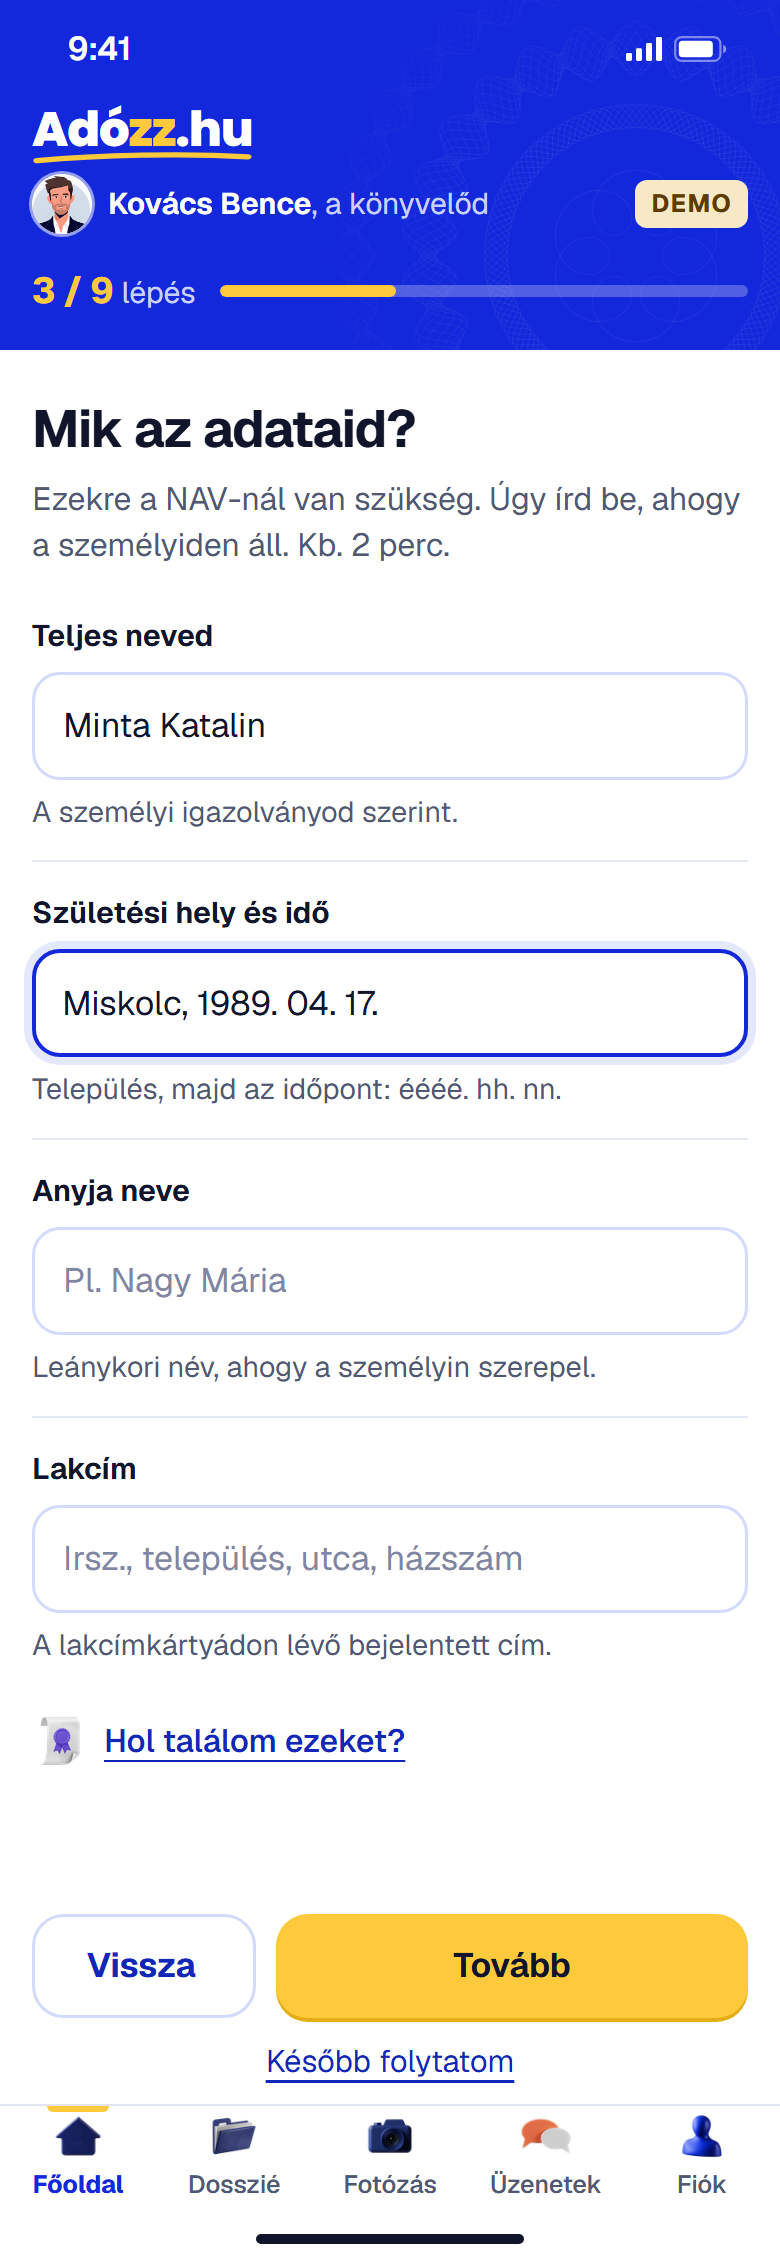 9:41
Adózz.hu
Kovács Bence, a könyvelőd
DEMO
3 / 9 lépés
Mik az adataid?
Ezekre a NAV-nál van szükség. Úgy írd be, ahogy
a személyiden áll. Kb. 2 perc.
Teljes neved
Minta Katalin
A személyi igazolványod szerint.
Születési hely és idő
Miskolc, 1989. 04. 17.
Település, majd az időpont: éééé. hh. nn.
Anyja neve
Pl. Nagy Mária
Leánykori név, ahogy a személyin szerepel.
Lakcím
Irsz., település, utca, házszám
A lakcímkártyádon lévő bejelentett cím.
Hol találom ezeket?
Vissza
Tovább
Később folytatom
Főoldal
Dosszié
Fotózás
Üzenetek
Fiók